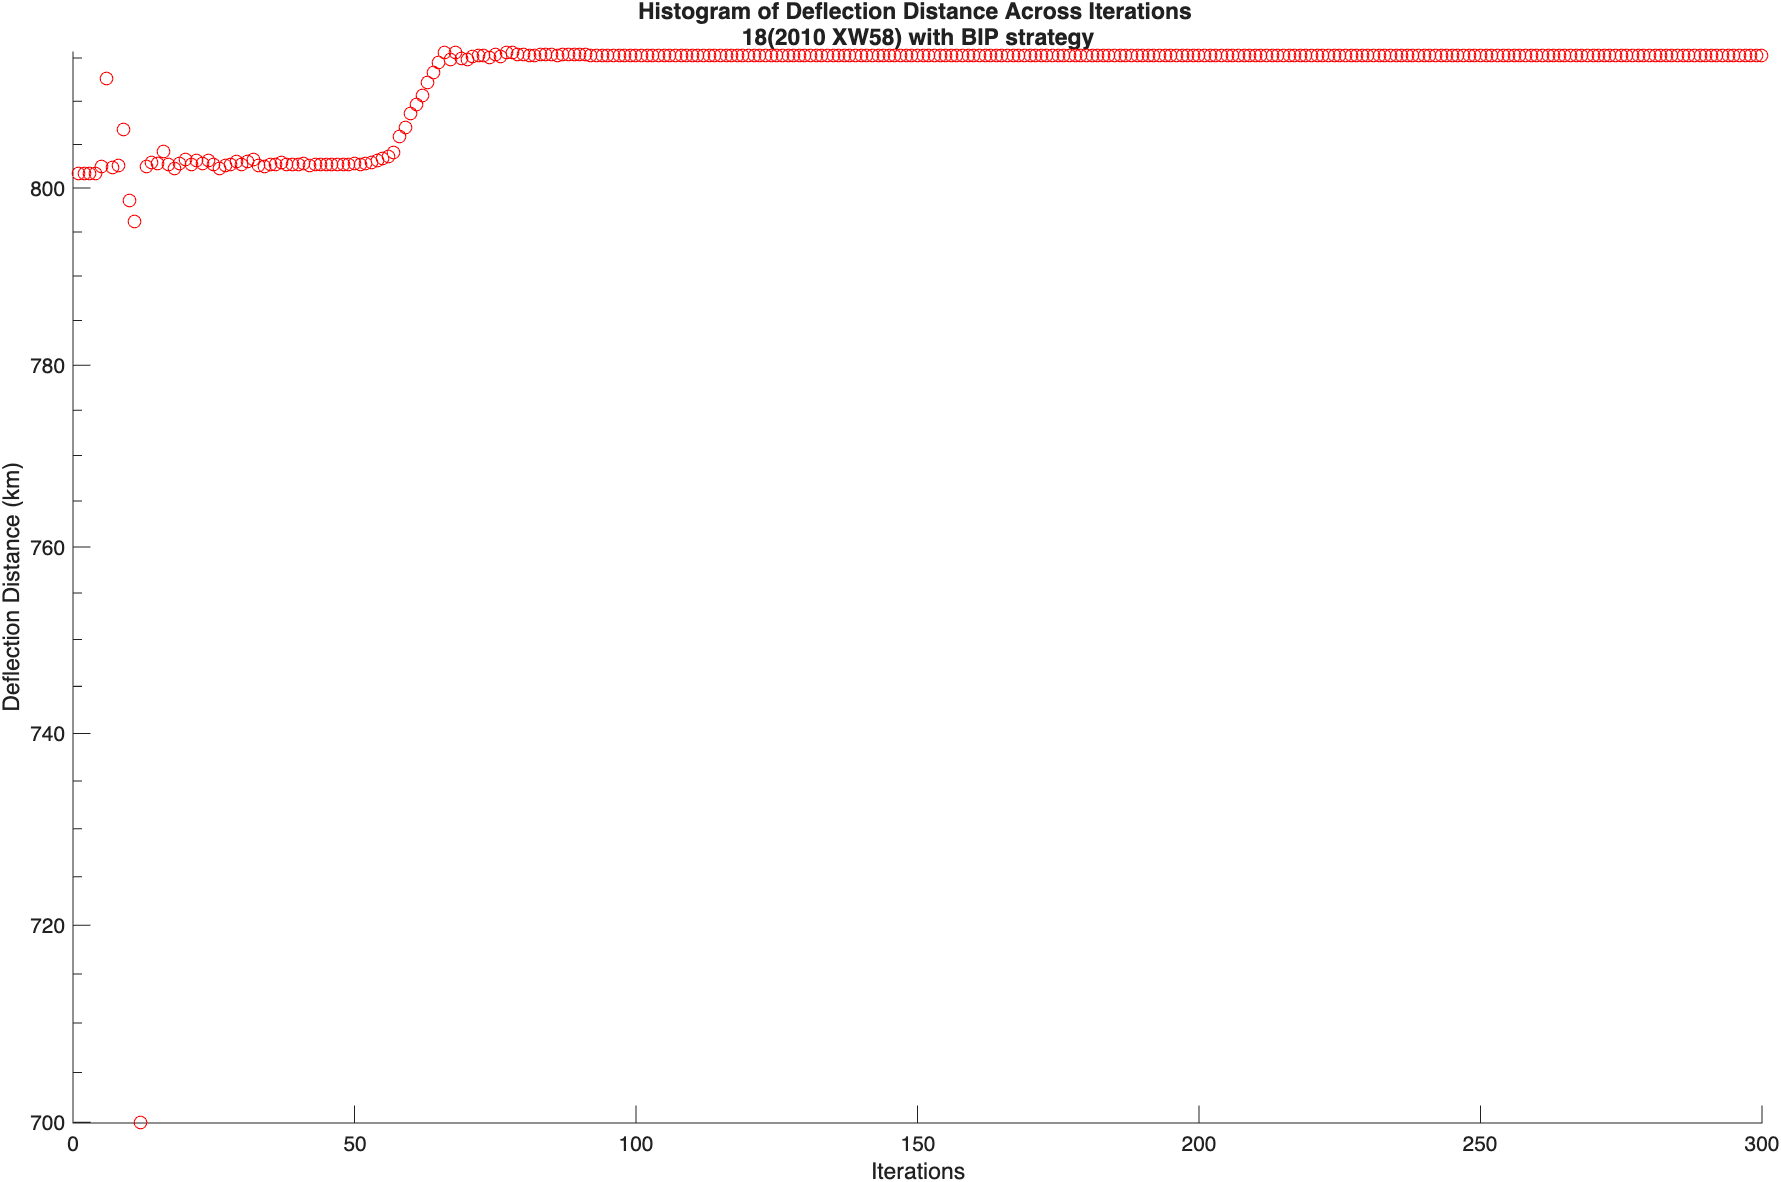 Histogram of Deflection Distance Across Iterations
18(2010 XW58) with BIP strategy
800
780
760
740
720
700
Deflection Distance (km)
0 50 100 150 200 250 300
Iterations